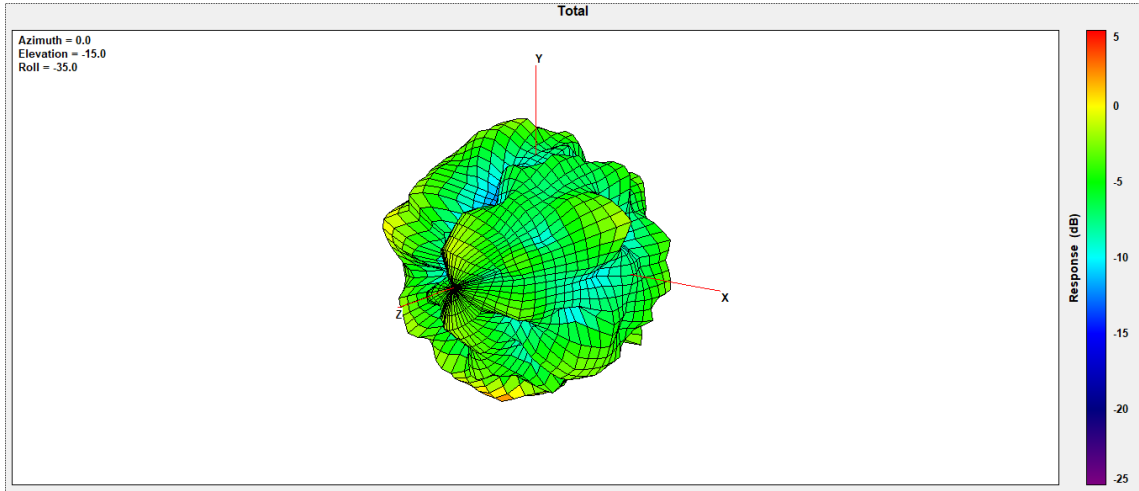 Total
Azimuth = 0.0
Elevation = -15.0
Roll = -35.0
Y
X
Z
5
0
-5
-10
-15
-20
-25
Response (dB)